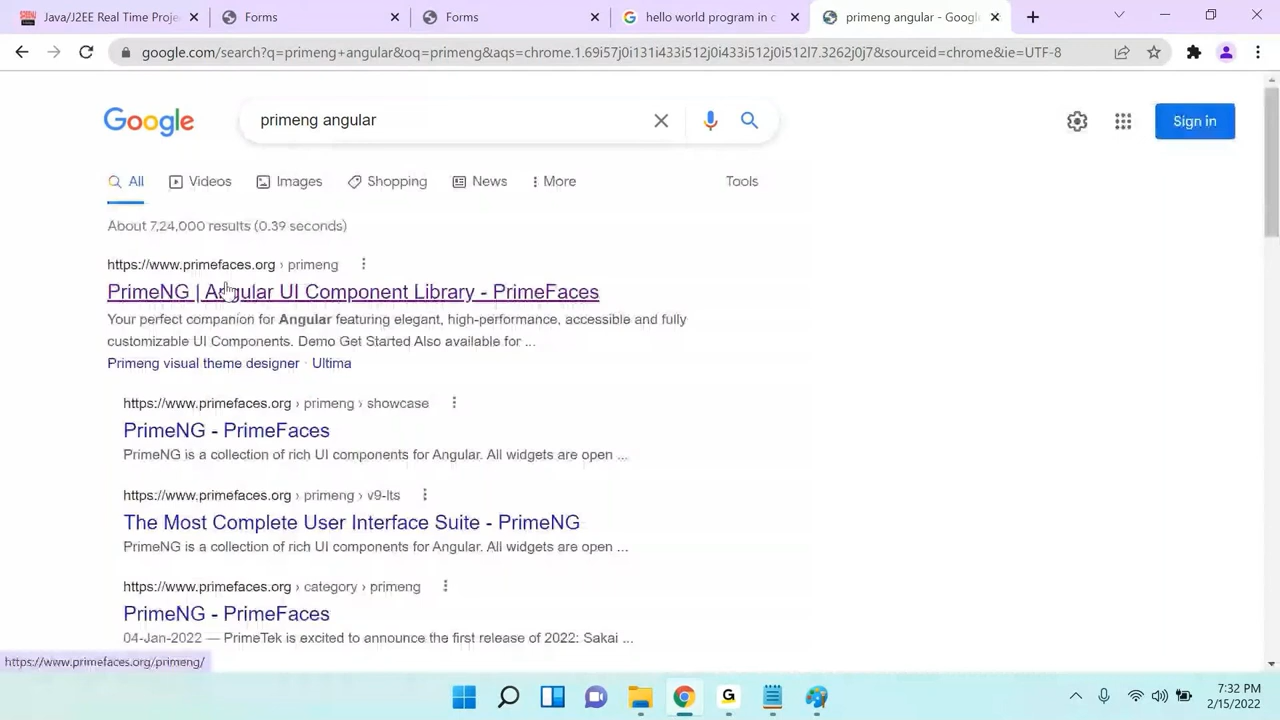 Java/J2EE Real Time Proje
Forms
Forms
hello world program in c
primeng angular - Googl
google.com/search?q=primeng+angular&oq=primeng&aqs=chrome.1.69i57j0i131i433i512j0i433i512j0i512l7.3262j0j7&sourceid=chrome&ie=UTF-8
Google
primeng angular
Sign in
All
Videos
Images
Shopping
News
More
Tools
About 7,24,000 results (0.39 seconds)
https://www.primefaces.org › primeng
PrimeNG | Angular UI Component Library - PrimeFaces
Your perfect companion for Angular featuring elegant, high-performance, accessible and fully
customizable UI Components. Demo Get Started Also available for ...
Primeng visual theme designer · Ultima
https://www.primefaces.org › primeng › showcase
PrimeNG - PrimeFaces
PrimeNG is a collection of rich UI components for Angular. All widgets are open ...
https://www.primefaces.org › primeng › v9-lts
The Most Complete User Interface Suite - PrimeNG
PrimeNG is a collection of rich UI components for Angular. All widgets are open ...
https://www.primefaces.org › category › primeng
PrimeNG - PrimeFaces
04-Jan-2022 — PrimeTek is excited to announce the first release of 2022: Sakai ...
https://www.primefaces.org/primeng/
G
7:32 PM
2/15/2022